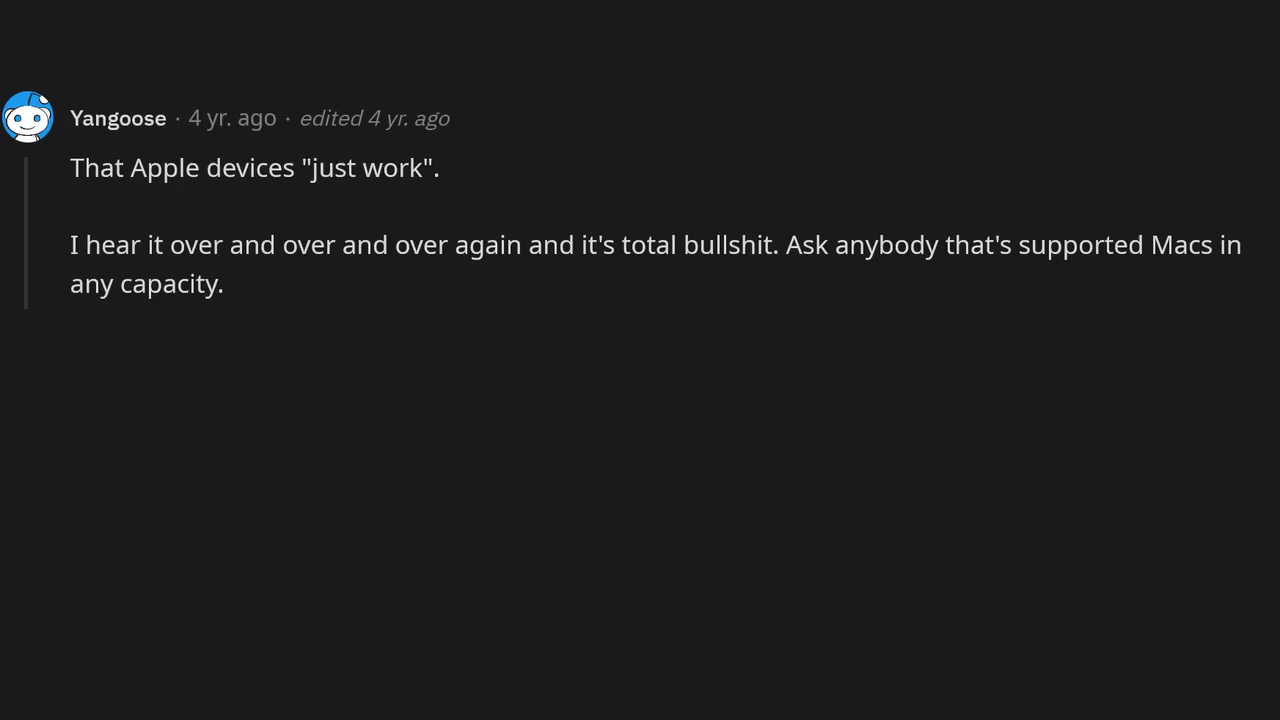 Yangoose · 4 yr. ago · edited 4 yr. ago
That Apple devices "just work".
I hear it over and over and over again and it's total bullshit. Ask anybody that's supported Macs in
any capacity.